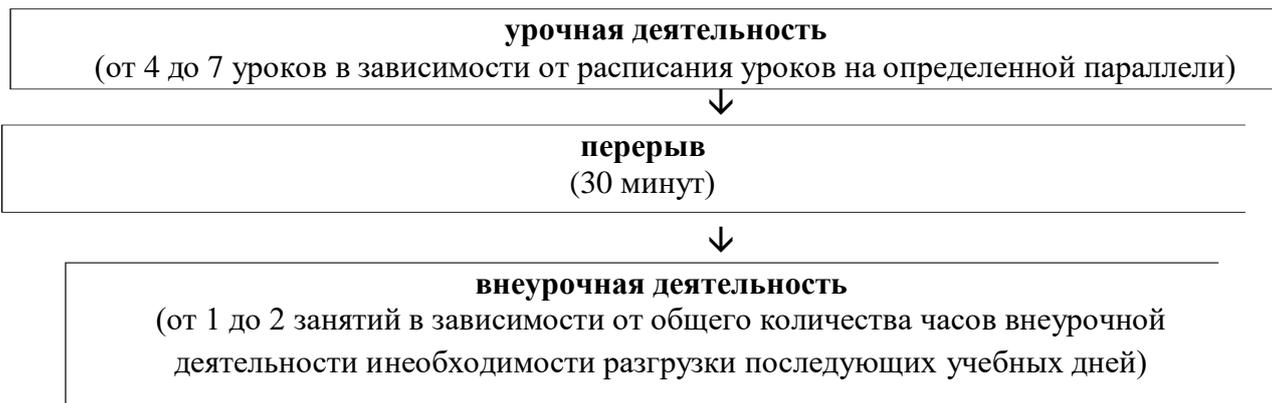 урочная деятельность
(от 4 до 7 уроков в зависимости от расписания уроков на определенной параллели)
перерыв
(30 минут)
внеурочная деятельность
(от 1 до 2 занятий в зависимости от общего количества часов внеурочной
деятельности инеобходимости разгрузки последующих учебных дней)